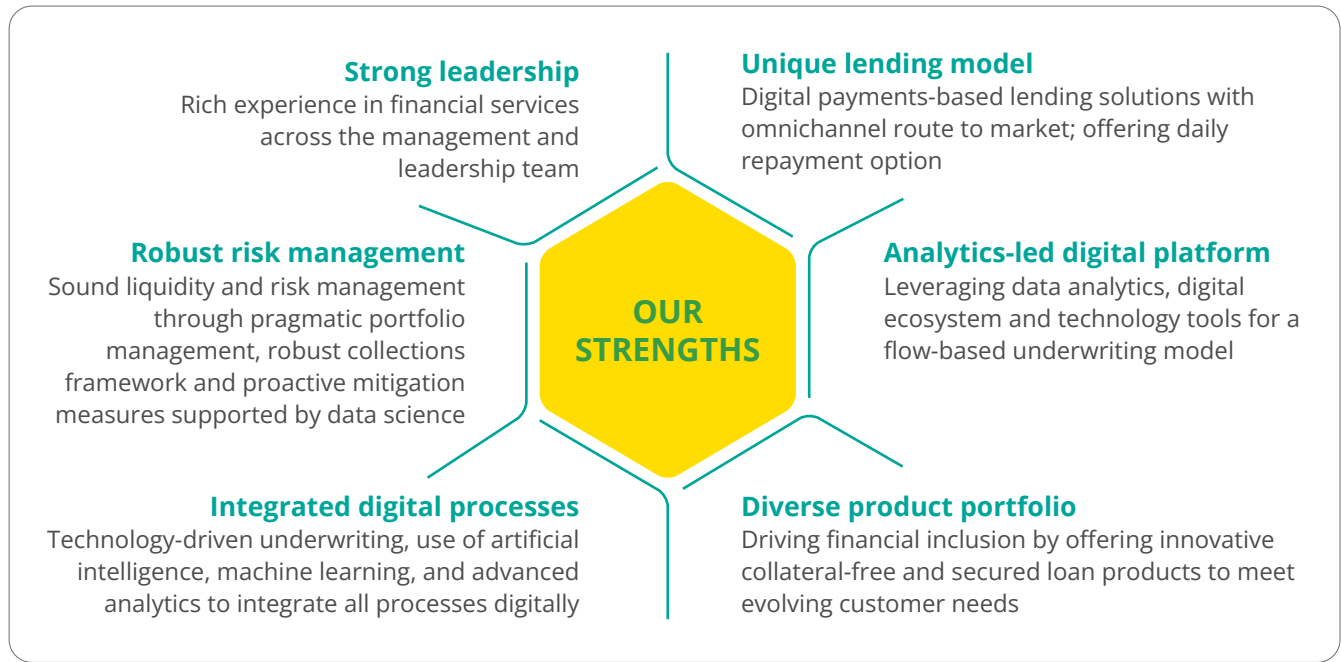 Strong leadership
Rich experience in financial services
across the management and
leadership team
Unique lending model
Digital payments-based lending solutions with
omnichannel route to market; offering daily
repayment option
Robust risk management
Sound liquidity and risk management
through pragmatic portfolio
management, robust collections
framework and proactive mitigation
measures supported by data science
OUR
STRENGTHS
Analytics-led digital platform
Leveraging data analytics, digital
ecosystem and technology tools for a
flow-based underwriting model
Integrated digital processes
Technology-driven underwriting, use of artificial
intelligence, machine learning, and advanced
analytics to integrate all processes digitally
Diverse product portfolio
Driving financial inclusion by offering innovative
collateral-free and secured loan products to meet
evolving customer needs